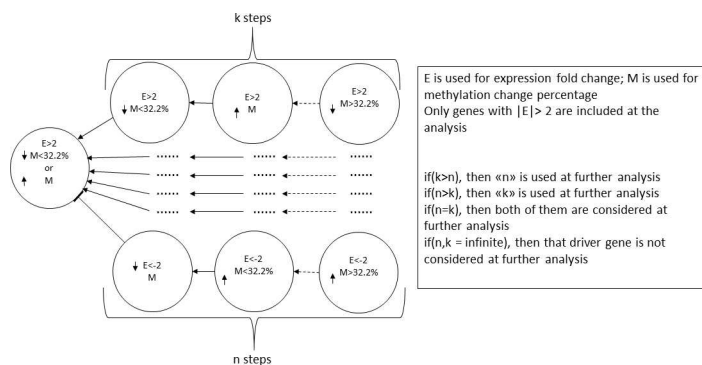 k steps
E>2
↓ M<32.2%
E>2
↑ M
E>2
↓ M>32.2%
E>2
↓ M<32.2%
or
↑ M
......
......
......
......
......
......
......
......
......
E<-2
↓ M
E<-2
↑ M<32.2%
E<-2
↑ M>32.2%
n steps
E is used for expression fold change; M is used for
methylation change percentage
Only genes with |E|> 2 are included at the
analysis
if(k>n), then «n» is used at further analysis
if(n>k), then «k» is used at further analysis
if(n=k), then both of them are considered at
further analysis
if(n,k = infinite), then that driver gene is not
considered at further analysis